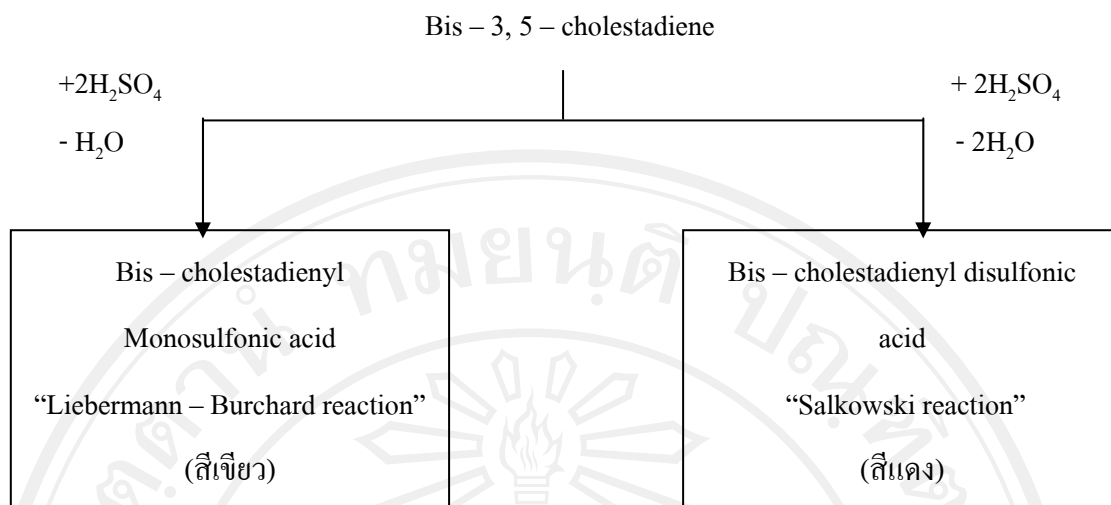 Bis – 3, 5 – cholestadiene
+2H₂SO₄
- H₂O
+ 2H₂SO₄
- 2H₂O
Bis – cholestadienyl
Monosulfonic acid
“Liebermann – Burchard reaction”
(สีเขียว)
Bis – cholestadienyl disulfonic
acid
“Salkowski reaction”
(สีแดง)